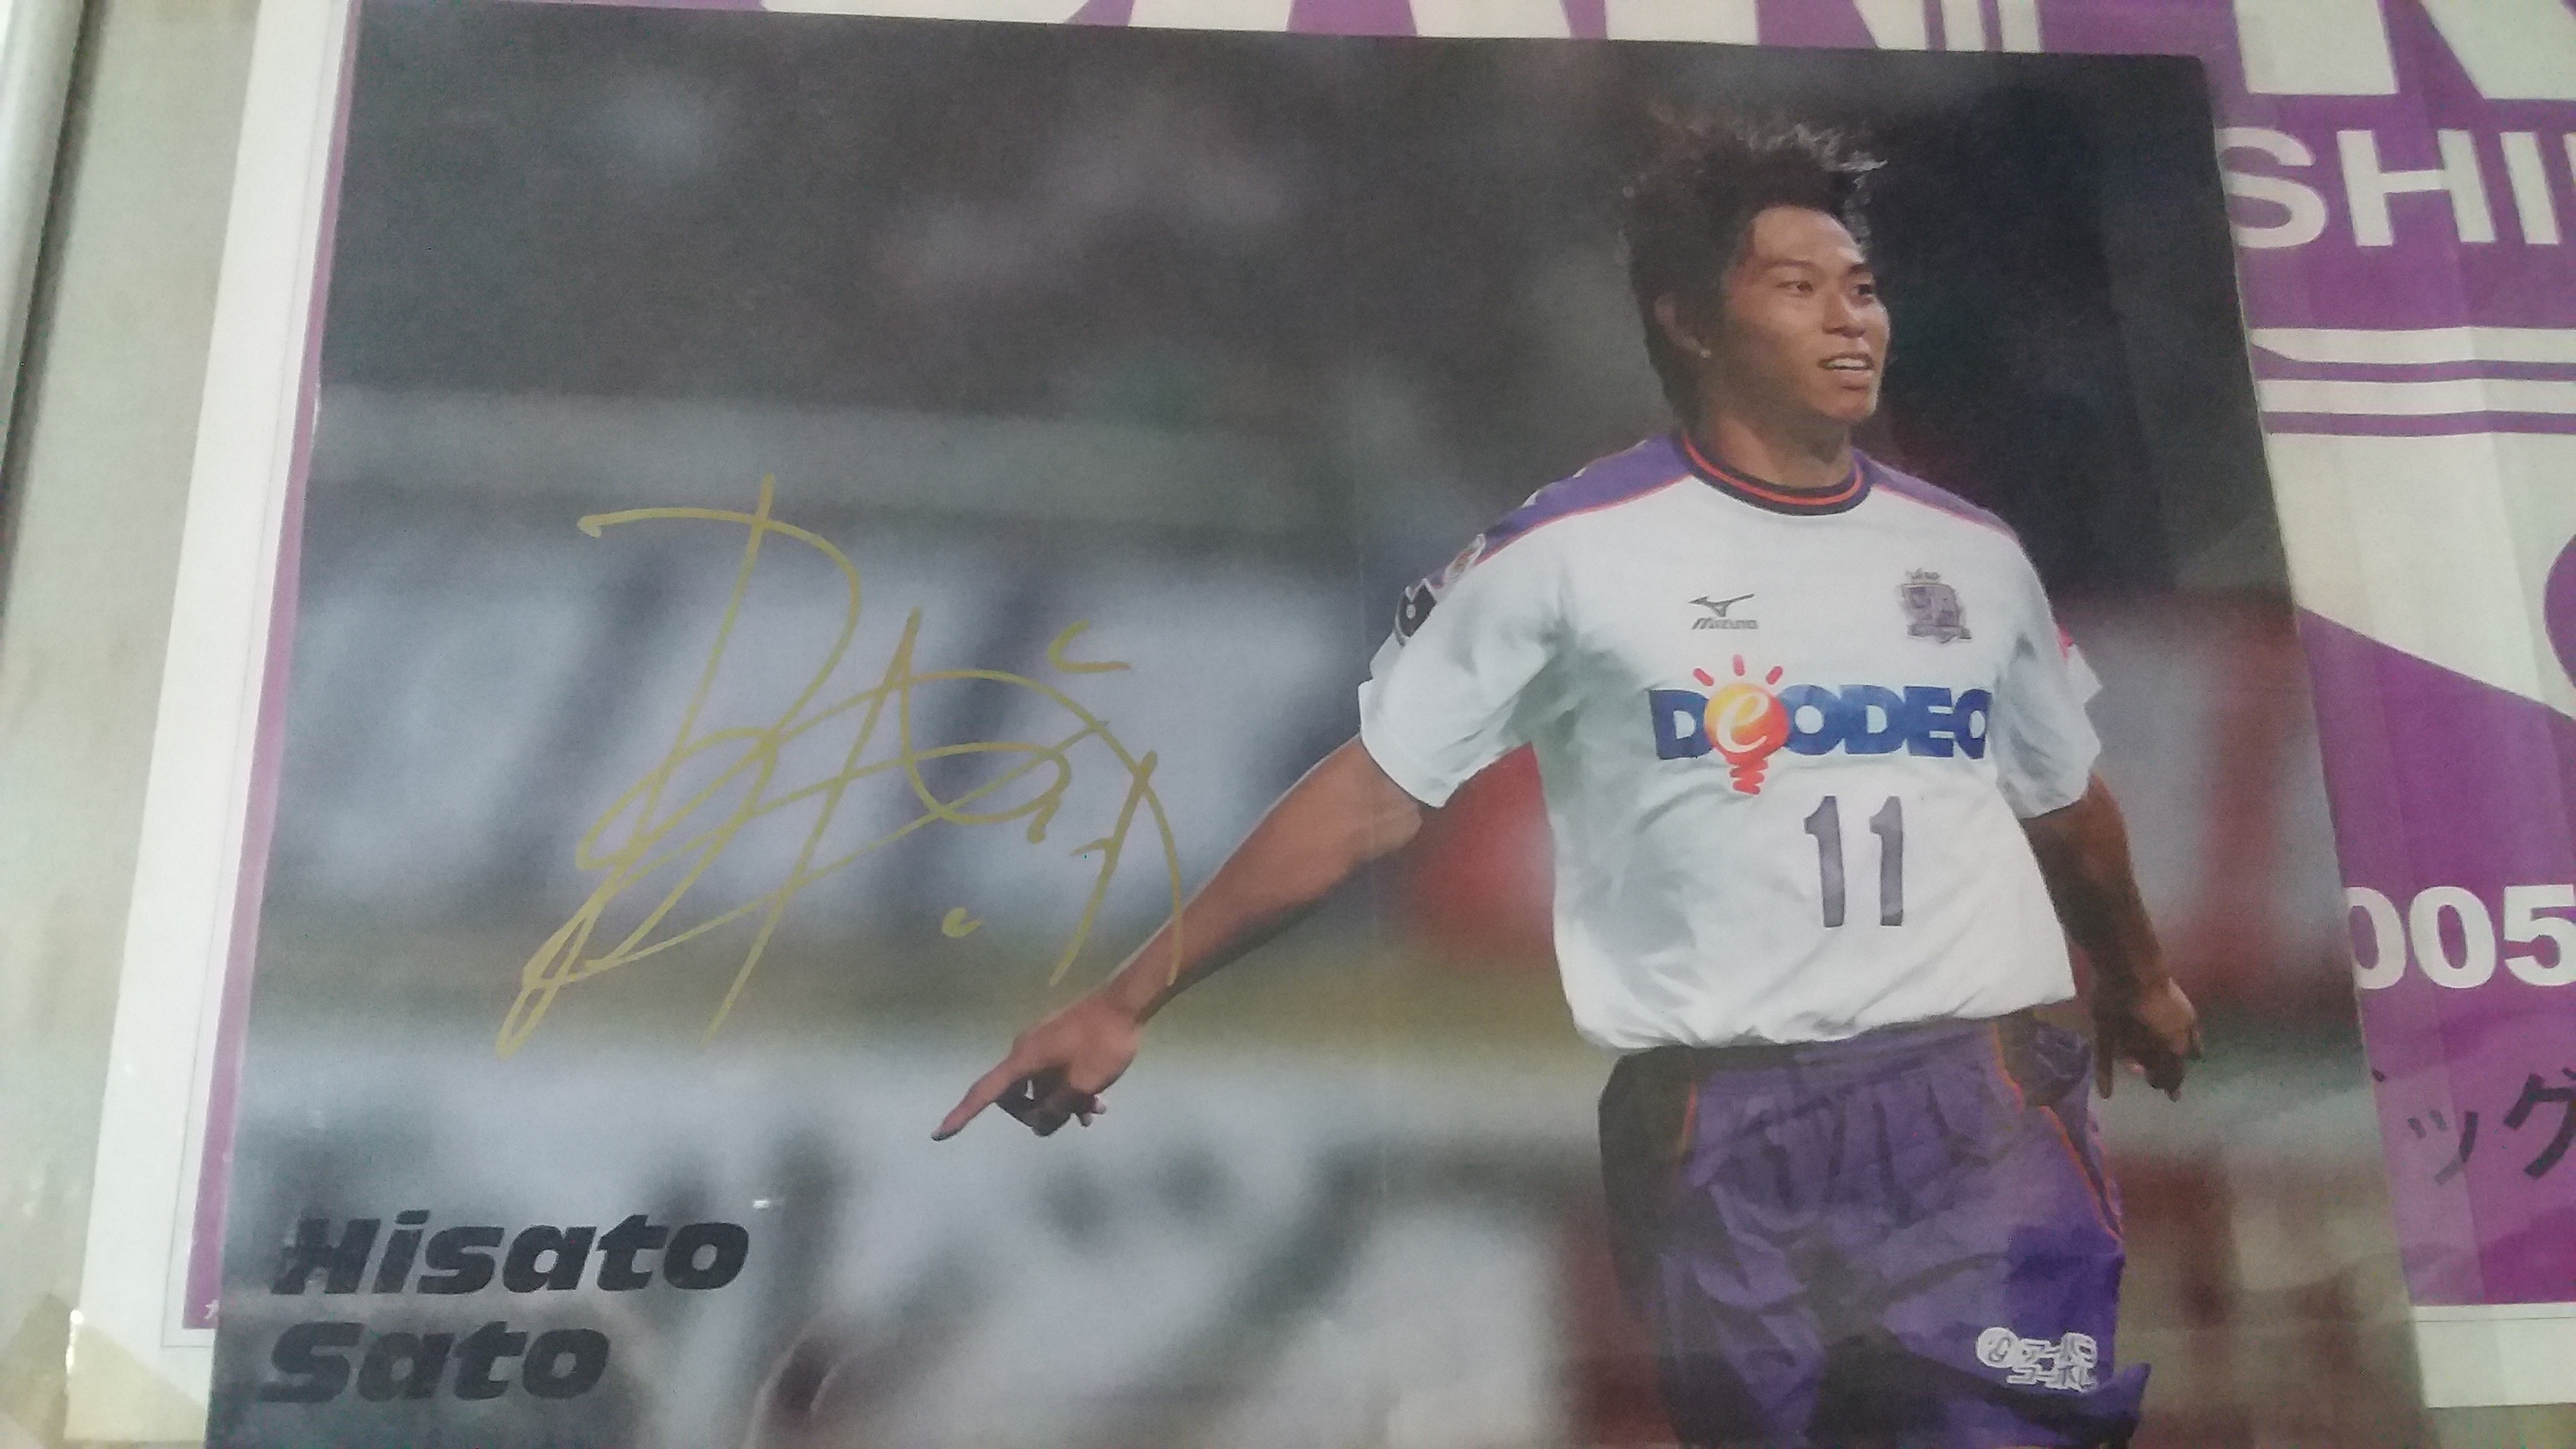 SHI
MIZUNO
DeODEO
11
005
ッグ
Hisato
Sato